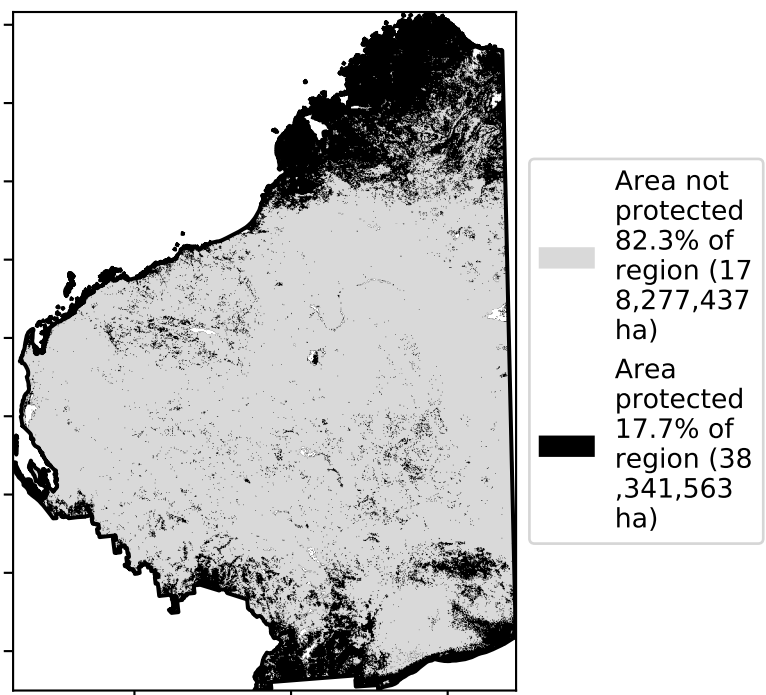 Area not
protected
82.3% of
region (17
8,277,437
ha)
Area
protected
17.7% of
region (38
,341,563
ha)